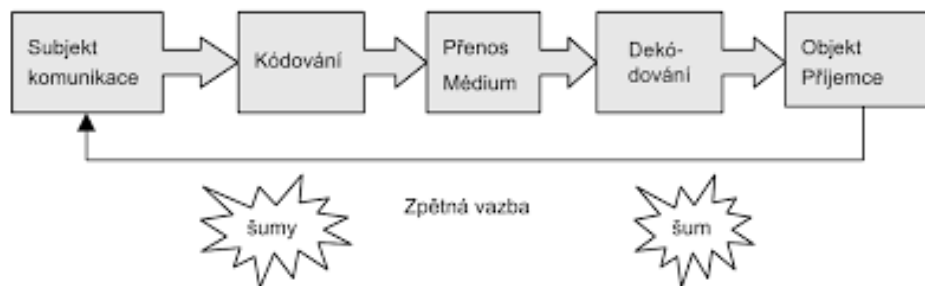 Subjekt
komunikace
Kódování
Přenos
Médium
Dekó-
dování
Objekt
Příjemce
Zpětná vazba
šumy
šum